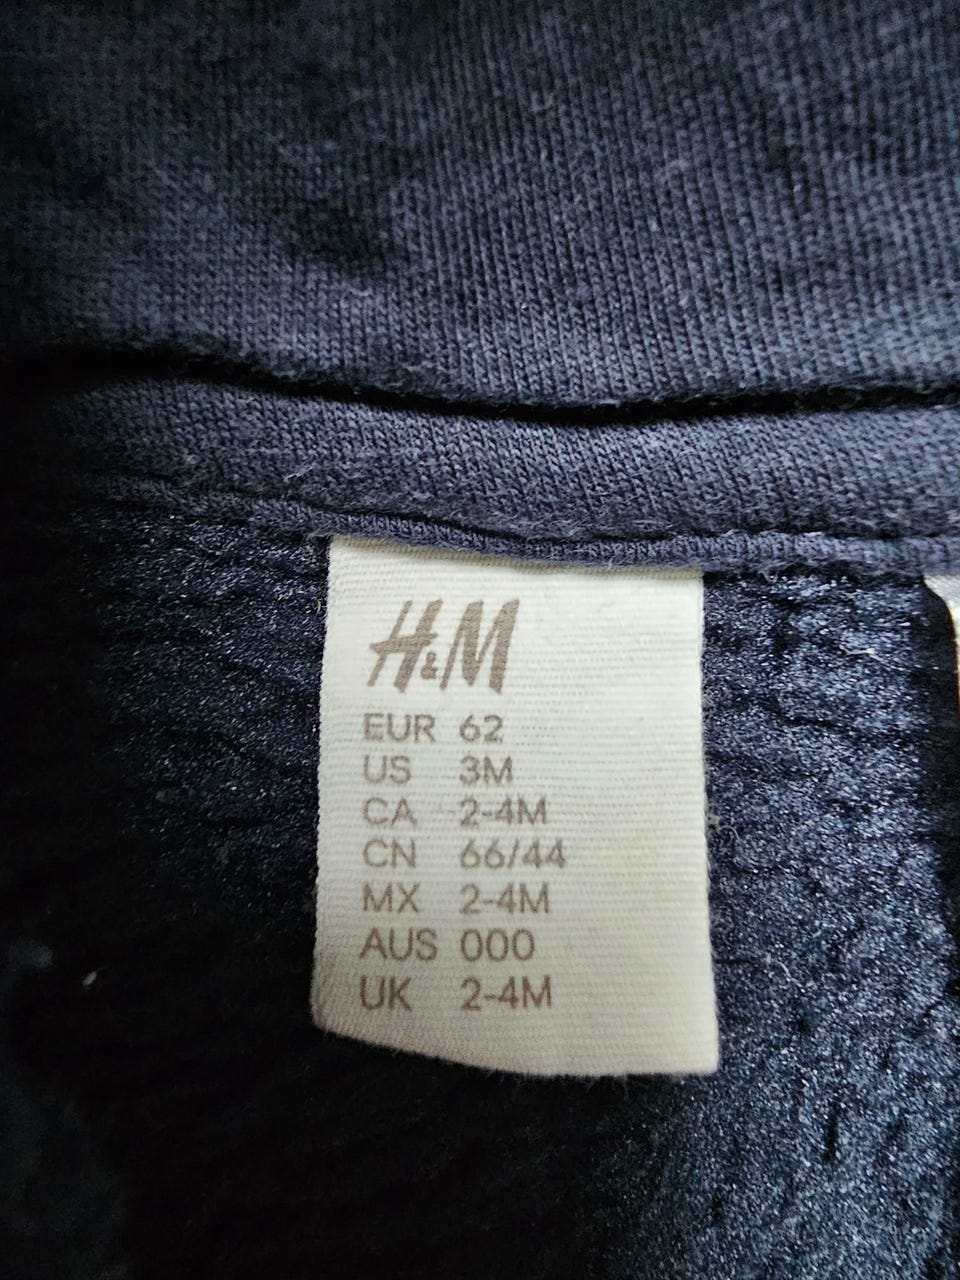 H&M
EUR 62
US 3M
CA 2-4M
CN 66/44
MX 2-4M
AUS 000
UK 2-4M